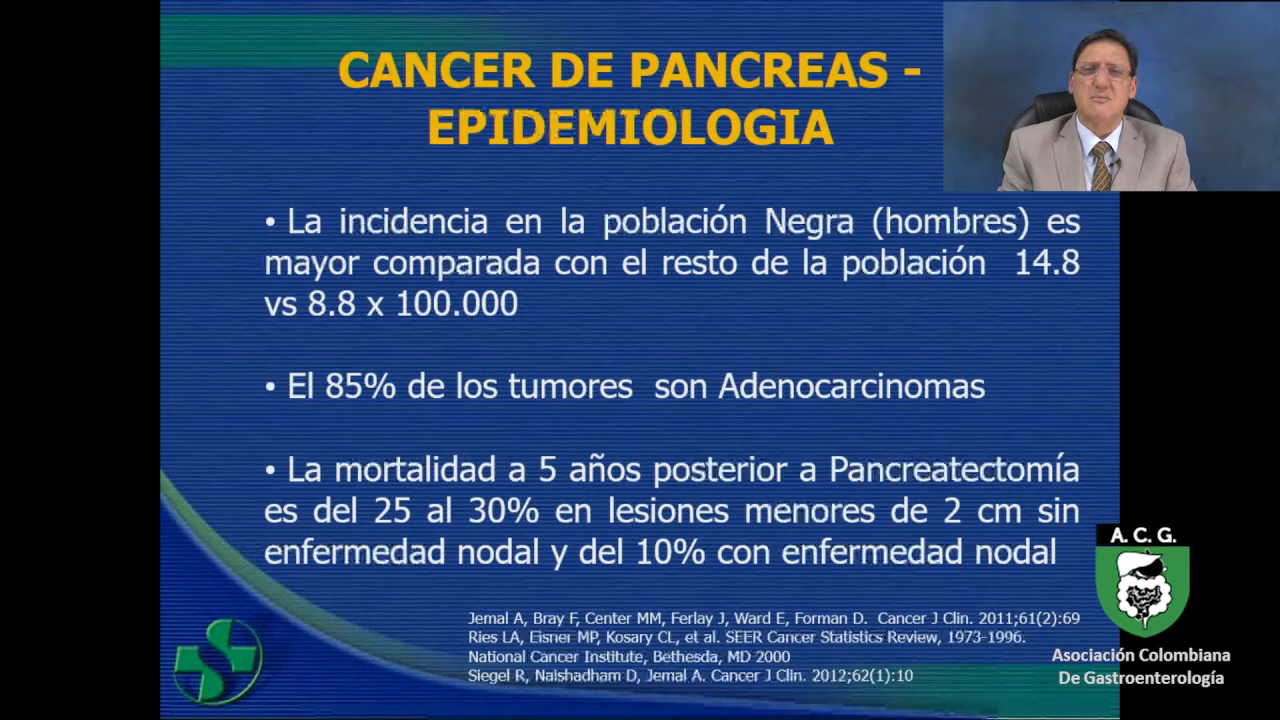 CANCER DE PANCREAS -
EPIDEMIOLOGIA
• La incidencia en la población Negra (hombres) es
mayor comparada con el resto de la población 14.8
vs 8.8 x 100.000
• El 85% de los tumores son Adenocarcinomas
• La mortalidad a 5 años posterior a Pancreatectomía
es del 25 al 30% en lesiones menores de 2 cm sin
enfermedad nodal y del 10% con enfermedad nodal
Jemal A, Bray F, Center MM, Ferlay J, Ward E, Forman D. Cancer J Clin. 2011;61(2):69
Ries LA, Eisner MP, Kosary CL, et al. SEER Cancer Statistics Review, 1973-1996.
National Cancer Institute, Bethesda, MD 2000
Siegel R, Naishadham D, Jemal A. Cancer J Clin. 2012;62(1):10
A. C. G.
Asociación Colombiana
De Gastroenterología